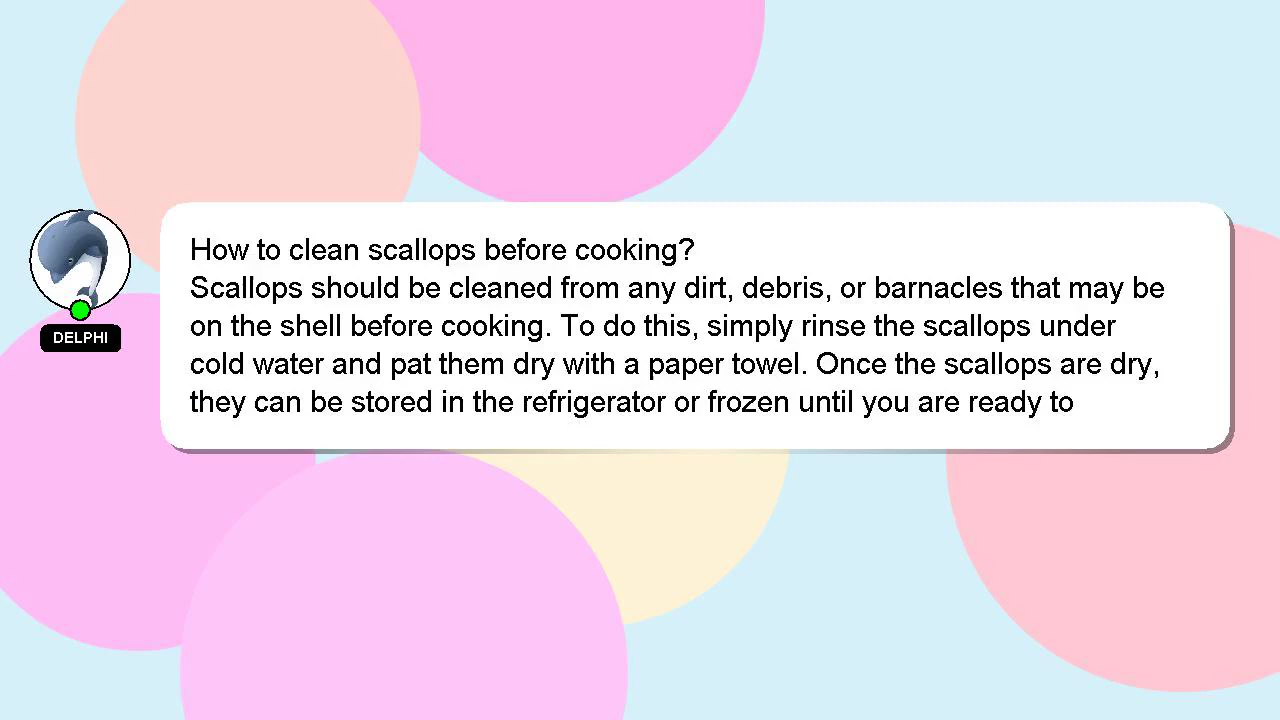 How to clean scallops before cooking?
Scallops should be cleaned from any dirt, debris, or barnacles that may be
on the shell before cooking. To do this, simply rinse the scallops under
cold water and pat them dry with a paper towel. Once the scallops are dry,
they can be stored in the refrigerator or frozen until you are ready to
DELPHI